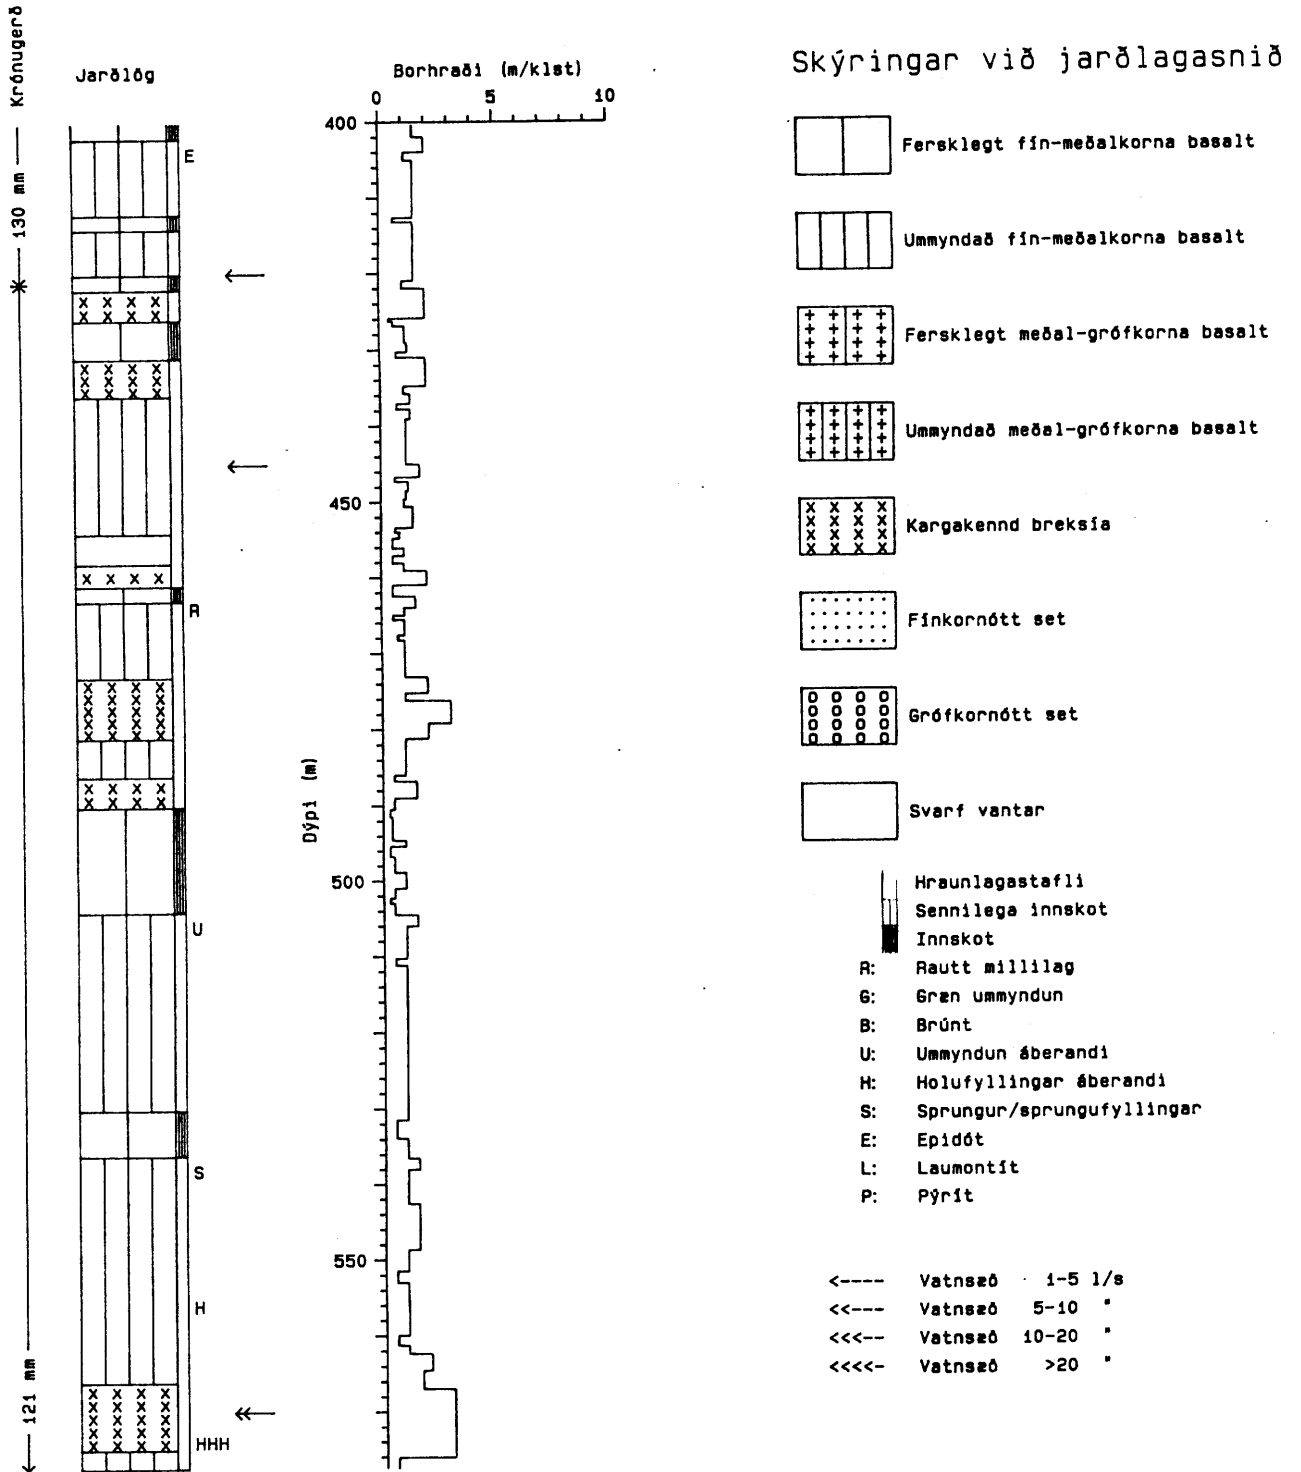 Krónugerð
130 mm
121 mm
Jarðlög
E
R
U
S
H
HHH
Borhraði (m/klst)
0 5 10
400
450
500
550
Dýpi (m)
Skýringar við jarðlagasnið
Fersklegt fín-meðalkorna basalt
Ummyndað fín-meðalkorna basalt
Fersklegt meðal-grófkorna basalt
Ummyndað meðal-grófkorna basalt
Kargakennd breksía
Fínkornótt set
Grófkornótt set
Svarf vantar
Hraunlagastafli
Sennilega innskot
Innskot
R: Rautt millilag
G: Græn ummyndun
B: Brúnt
U: Ummyndun áberandi
H: Holufyllingar áberandi
S: Sprungur/sprungufyllingar
E: Epidót
L: Laumontít
P: Pýrít
<---- Vatnsæð 1-5 l/s
<<--- Vatnsæð 5-10 "
<<<-- Vatnsæð 10-20 "
<<<<- Vatnsæð >20 "